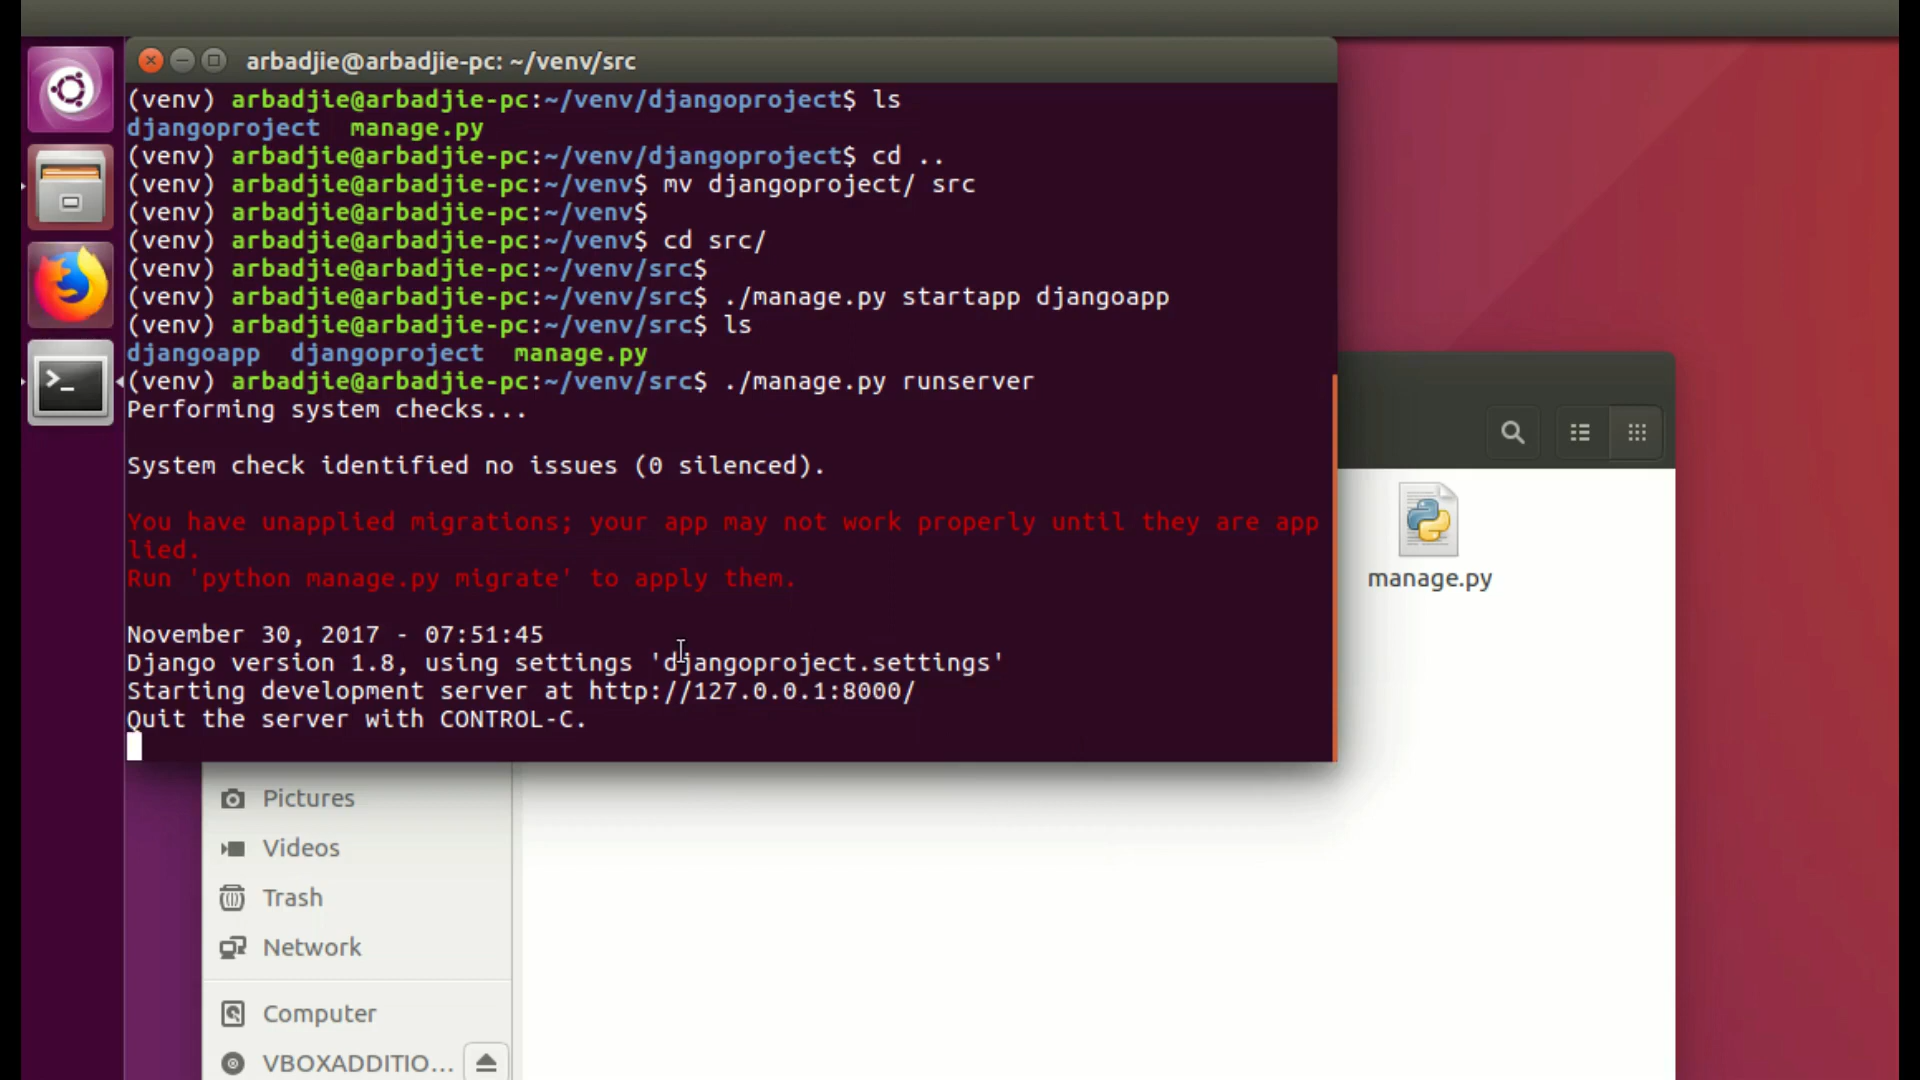 arbadjie@arbadjie-pc: ~/venv/src
(venv) arbadjie@arbadjie-pc:~/venv/djangoproject$ ls
djangoproject  manage.py
(venv) arbadjie@arbadjie-pc:~/venv/djangoproject$ cd ..
(venv) arbadjie@arbadjie-pc:~/venv$ mv djangoproject/ src
(venv) arbadjie@arbadjie-pc:~/venv$
(venv) arbadjie@arbadjie-pc:~/venv$ cd src/
(venv) arbadjie@arbadjie-pc:~/venv/src$
(venv) arbadjie@arbadjie-pc:~/venv/src$ ./manage.py startapp djangoapp
(venv) arbadjie@arbadjie-pc:~/venv/src$ ls
djangoapp  djangoproject  manage.py
(venv) arbadjie@arbadjie-pc:~/venv/src$ ./manage.py runserver
Performing system checks...
System check identified no issues (0 silenced).
You have unapplied migrations; your app may not work properly until they are app
lied.
Run 'python manage.py migrate' to apply them.
November 30, 2017 - 07:51:45
Django version 1.8, using settings 'djangoproject.settings'
Starting development server at http://127.0.0.1:8000/
Quit the server with CONTROL-C.
manage.py
Pictures
Videos
Trash
Network
Computer
VBOXADDITIO...